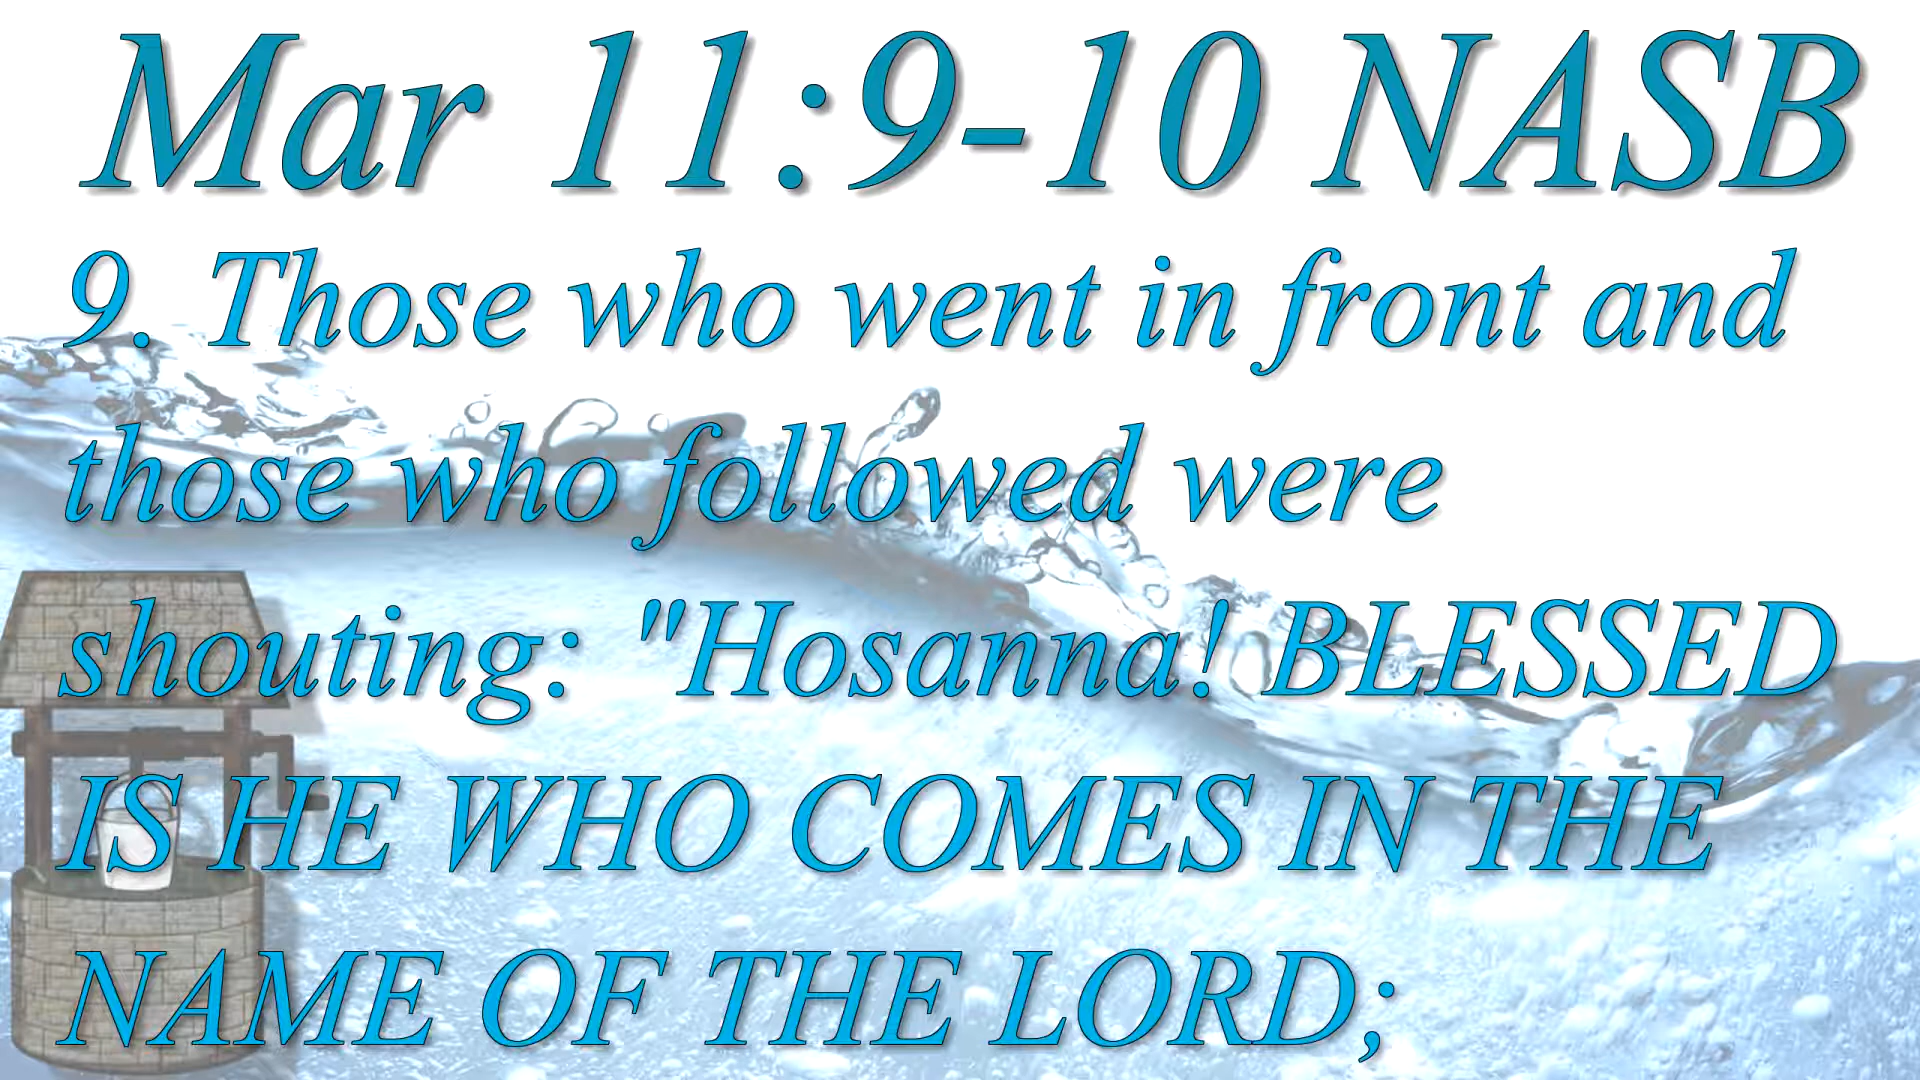 Mar 11:9-10 NASB
9. Those who went in front and
those who followed were
shouting: "Hosanna! BLESSED
IS HE WHO COMES IN THE
NAME OF THE LORD;